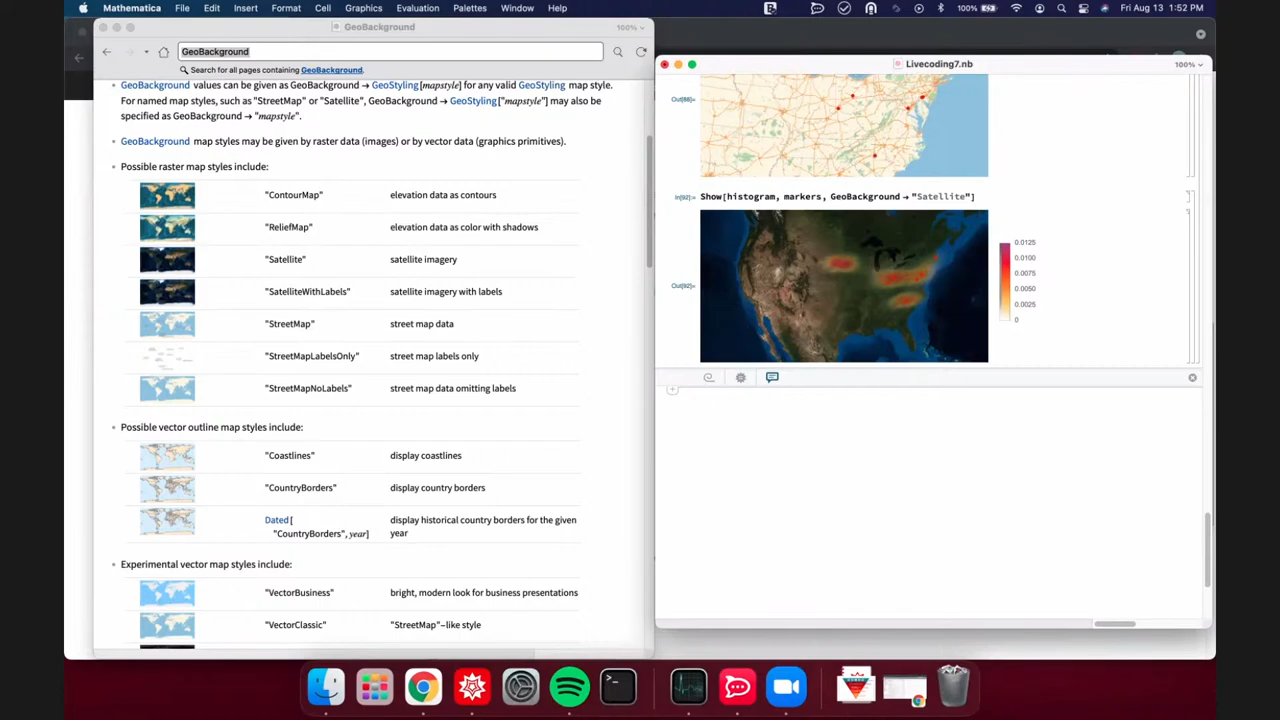 Mathematica File Edit Insert Format Cell Graphics Evaluation Palettes Window Help 100% Fri Aug 13 1:52 PM
GeoBackground 100%
GeoBackground
Search for all pages containing GeoBackground.
GeoBackground values can be given as GeoBackground → GeoStyling[mapstyle] for any valid GeoStyling map style.
For named map styles, such as "StreetMap" or "Satellite", GeoBackground → GeoStyling["mapstyle"] may also be
specified as GeoBackground → "mapstyle".
GeoBackground map styles may be given by raster data (images) or by vector data (graphics primitives).
Possible raster map styles include:
"ContourMap" elevation data as contours
"ReliefMap" elevation data as color with shadows
"Satellite" satellite imagery
"SatelliteWithLabels" satellite imagery with labels
"StreetMap" street map data
"StreetMapLabelsOnly" street map labels only
"StreetMapNoLabels" street map data omitting labels
Possible vector outline map styles include:
"Coastlines" display coastlines
"CountryBorders" display country borders
Dated[ display historical country borders for the given
"CountryBorders", year] year
Experimental vector map styles include:
"VectorBusiness" bright, modern look for business presentations
"VectorClassic" "StreetMap"–like style
Livecoding7.nb 100%
In[92]:= Show[histogram, markers, GeoBackground → "Satellite"]
Out[92]=
0.0125
0.0100
0.0075
0.0050
0.0025
0